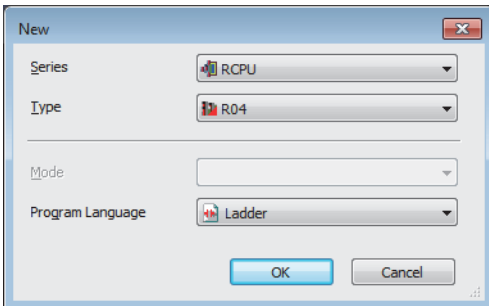 New
Series RCPU
Type R04
Mode
Program Language Ladder
OK Cancel